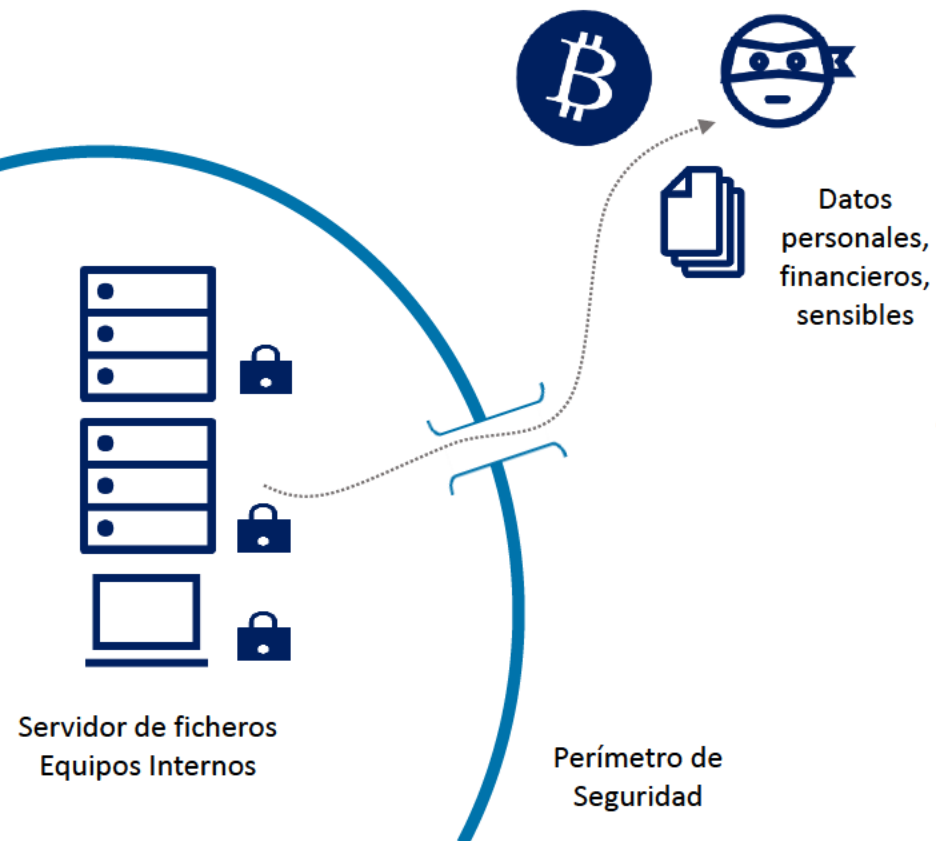 Datos
personales,
financieros,
sensibles
Servidor de ficheros
Equipos Internos
Perímetro de
Seguridad